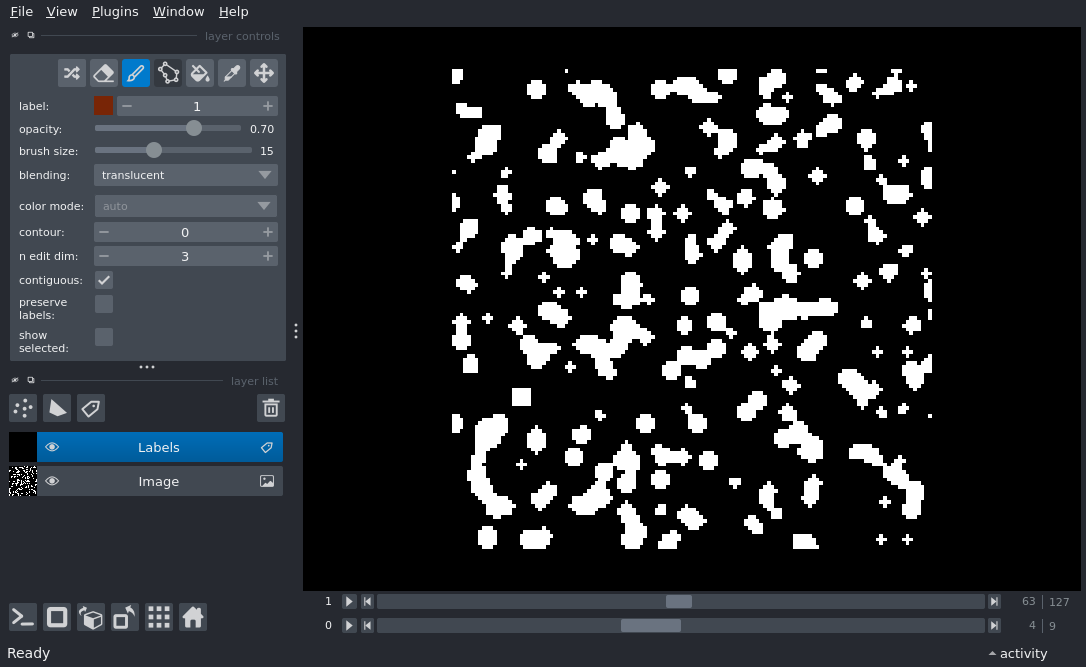 File View Plugins Window Help
layer controls
label: 1
opacity: 0.70
brush size: 15
blending: translucent
color mode: auto
contour: 0
n edit dim: 3
contiguous:
preserve
labels:
show
selected:
layer list
Labels
Image
1 63 127
0 4 9
Ready activity